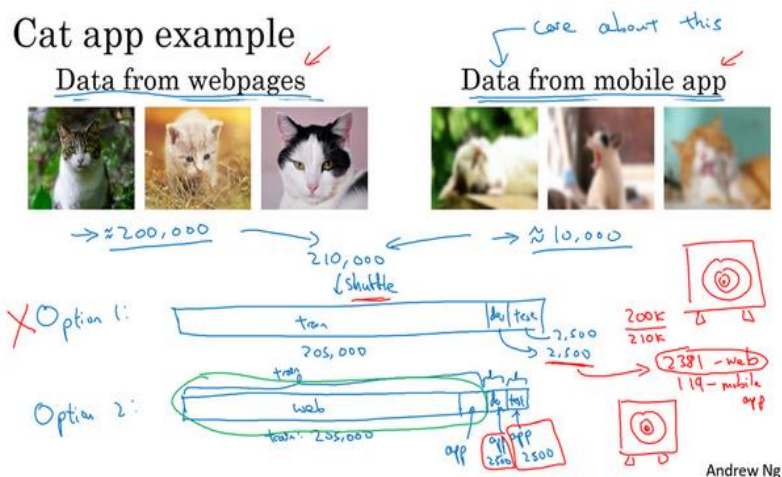 Cat app example
care about this
Data from webpages
Data from mobile app
→ ≈200,000
→ ≈10,000
210,000
↓ shuffle
X Option 1:
train
dev
test
205,000
2,500
2,500
200K
210K
2381 - web
119 - mobile
app
Option 2:
train
d
t
web
app
app
2500
app
2500
test
train: 205,000
Andrew Ng